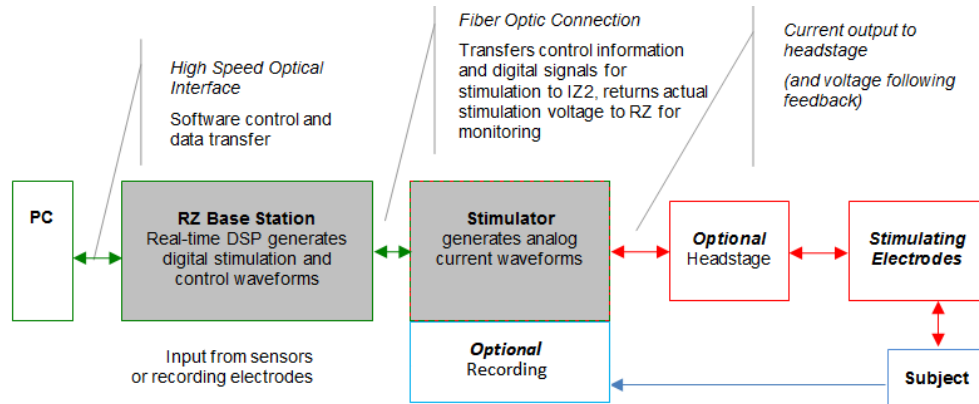 Fiber Optic Connection
Transfers control information
and digital signals for
stimulation to IZ2, returns actual
stimulation voltage to RZ for
monitoring
Current output to
headstage
(and voltage following
feedback)
High Speed Optical
Interface
Software control and
data transfer
PC
RZ Base Station
Real-time DSP generates
digital stimulation and
control waveforms
Stimulator
generates analog
current waveforms
Optional
Headstage
Stimulating
Electrodes
Input from sensors
or recording electrodes
Optional
Recording
Subject